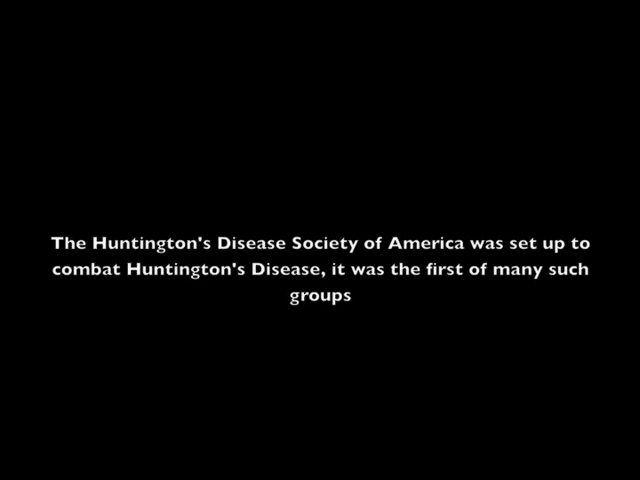 The Huntington's Disease Society of America was set up to
combat Huntington's Disease, it was the first of many such
groups